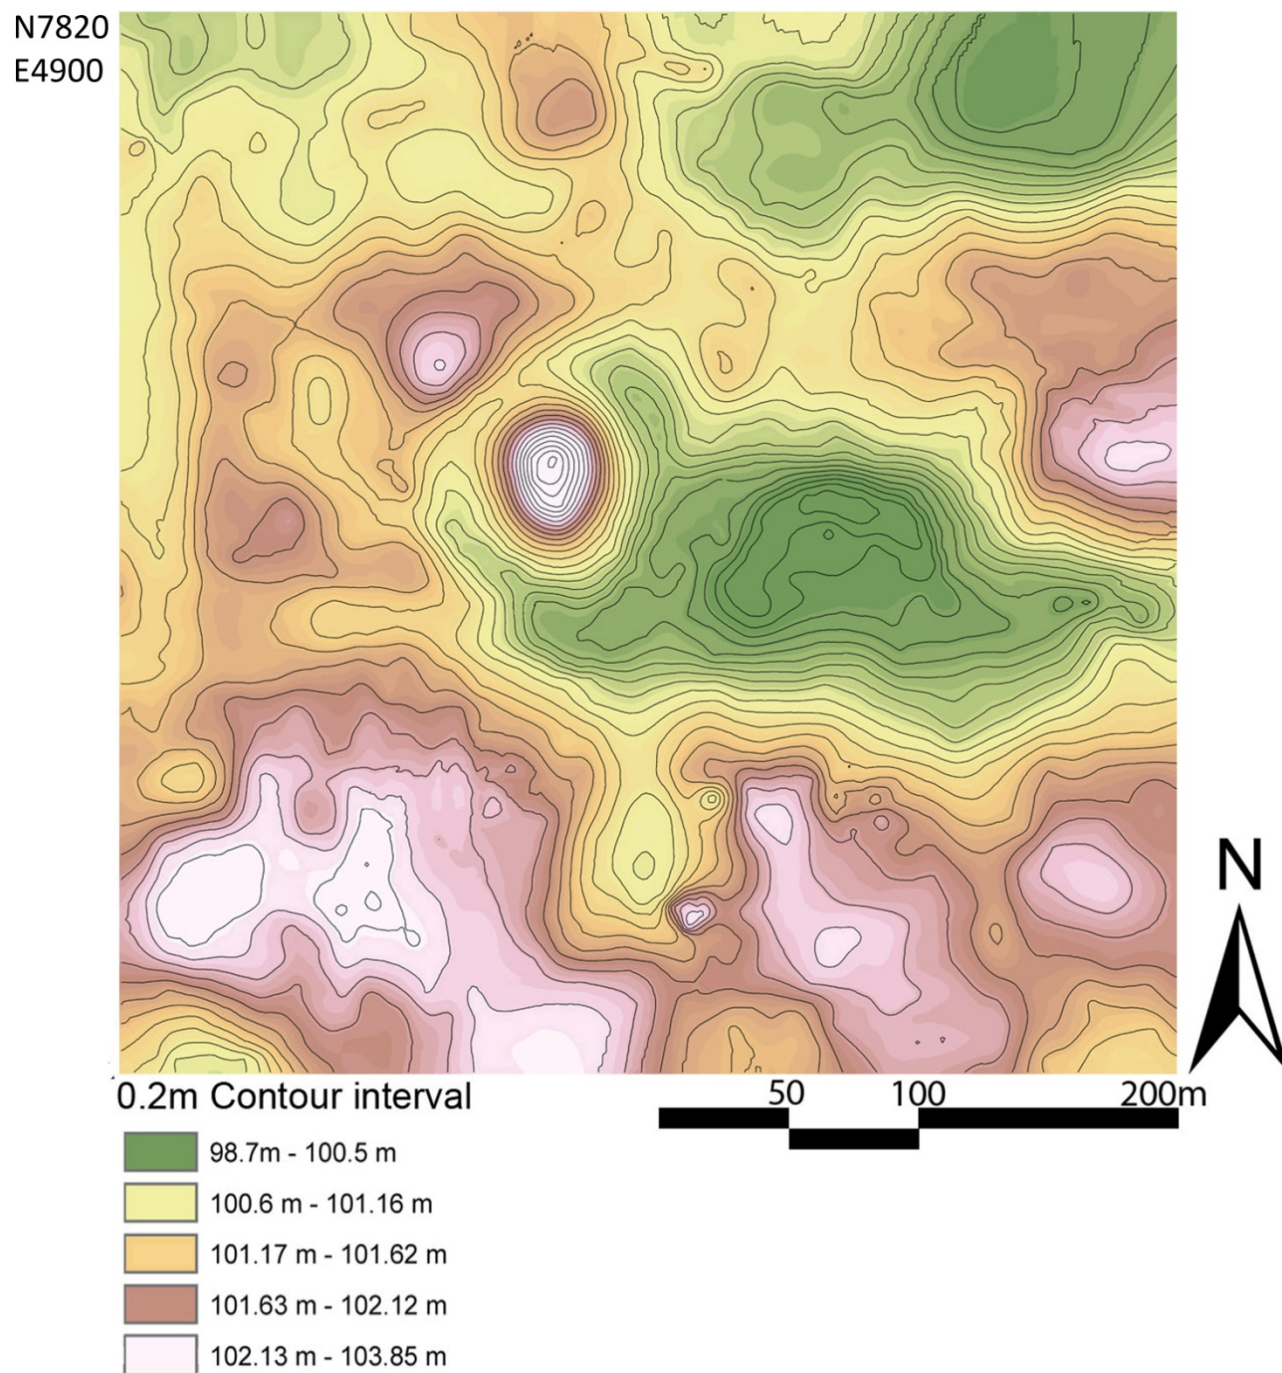 N7820
E4900
N
0.2m Contour interval
50 100 200m
98.7m - 100.5 m
100.6 m - 101.16 m
101.17 m - 101.62 m
101.63 m - 102.12 m
102.13 m - 103.85 m